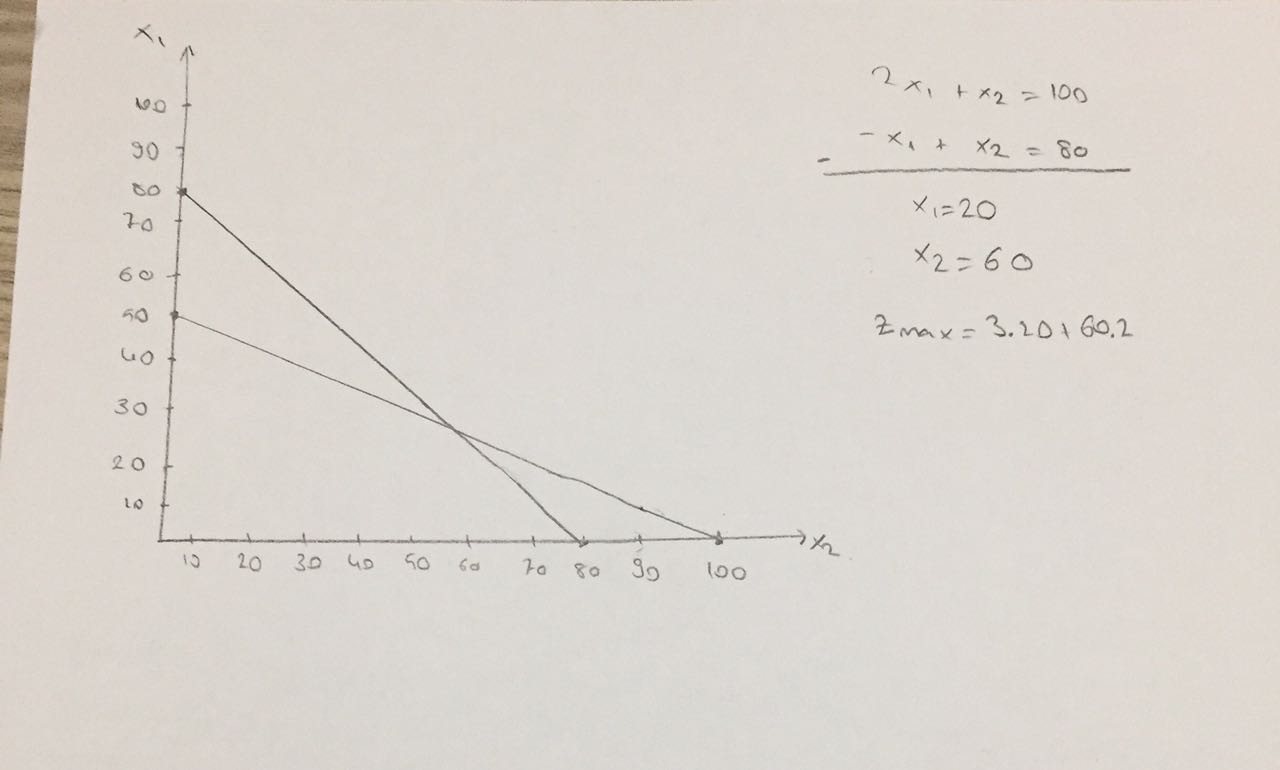 x₁
100
90
80
70
60
50
40
30
20
10
10 20 30 40 50 60 70 80 90 100
x₂
2x₁ + x₂ = 100
- x₁ + x₂ = 80
-
x₁=20
x₂=60
Zmax = 3.20+60.2